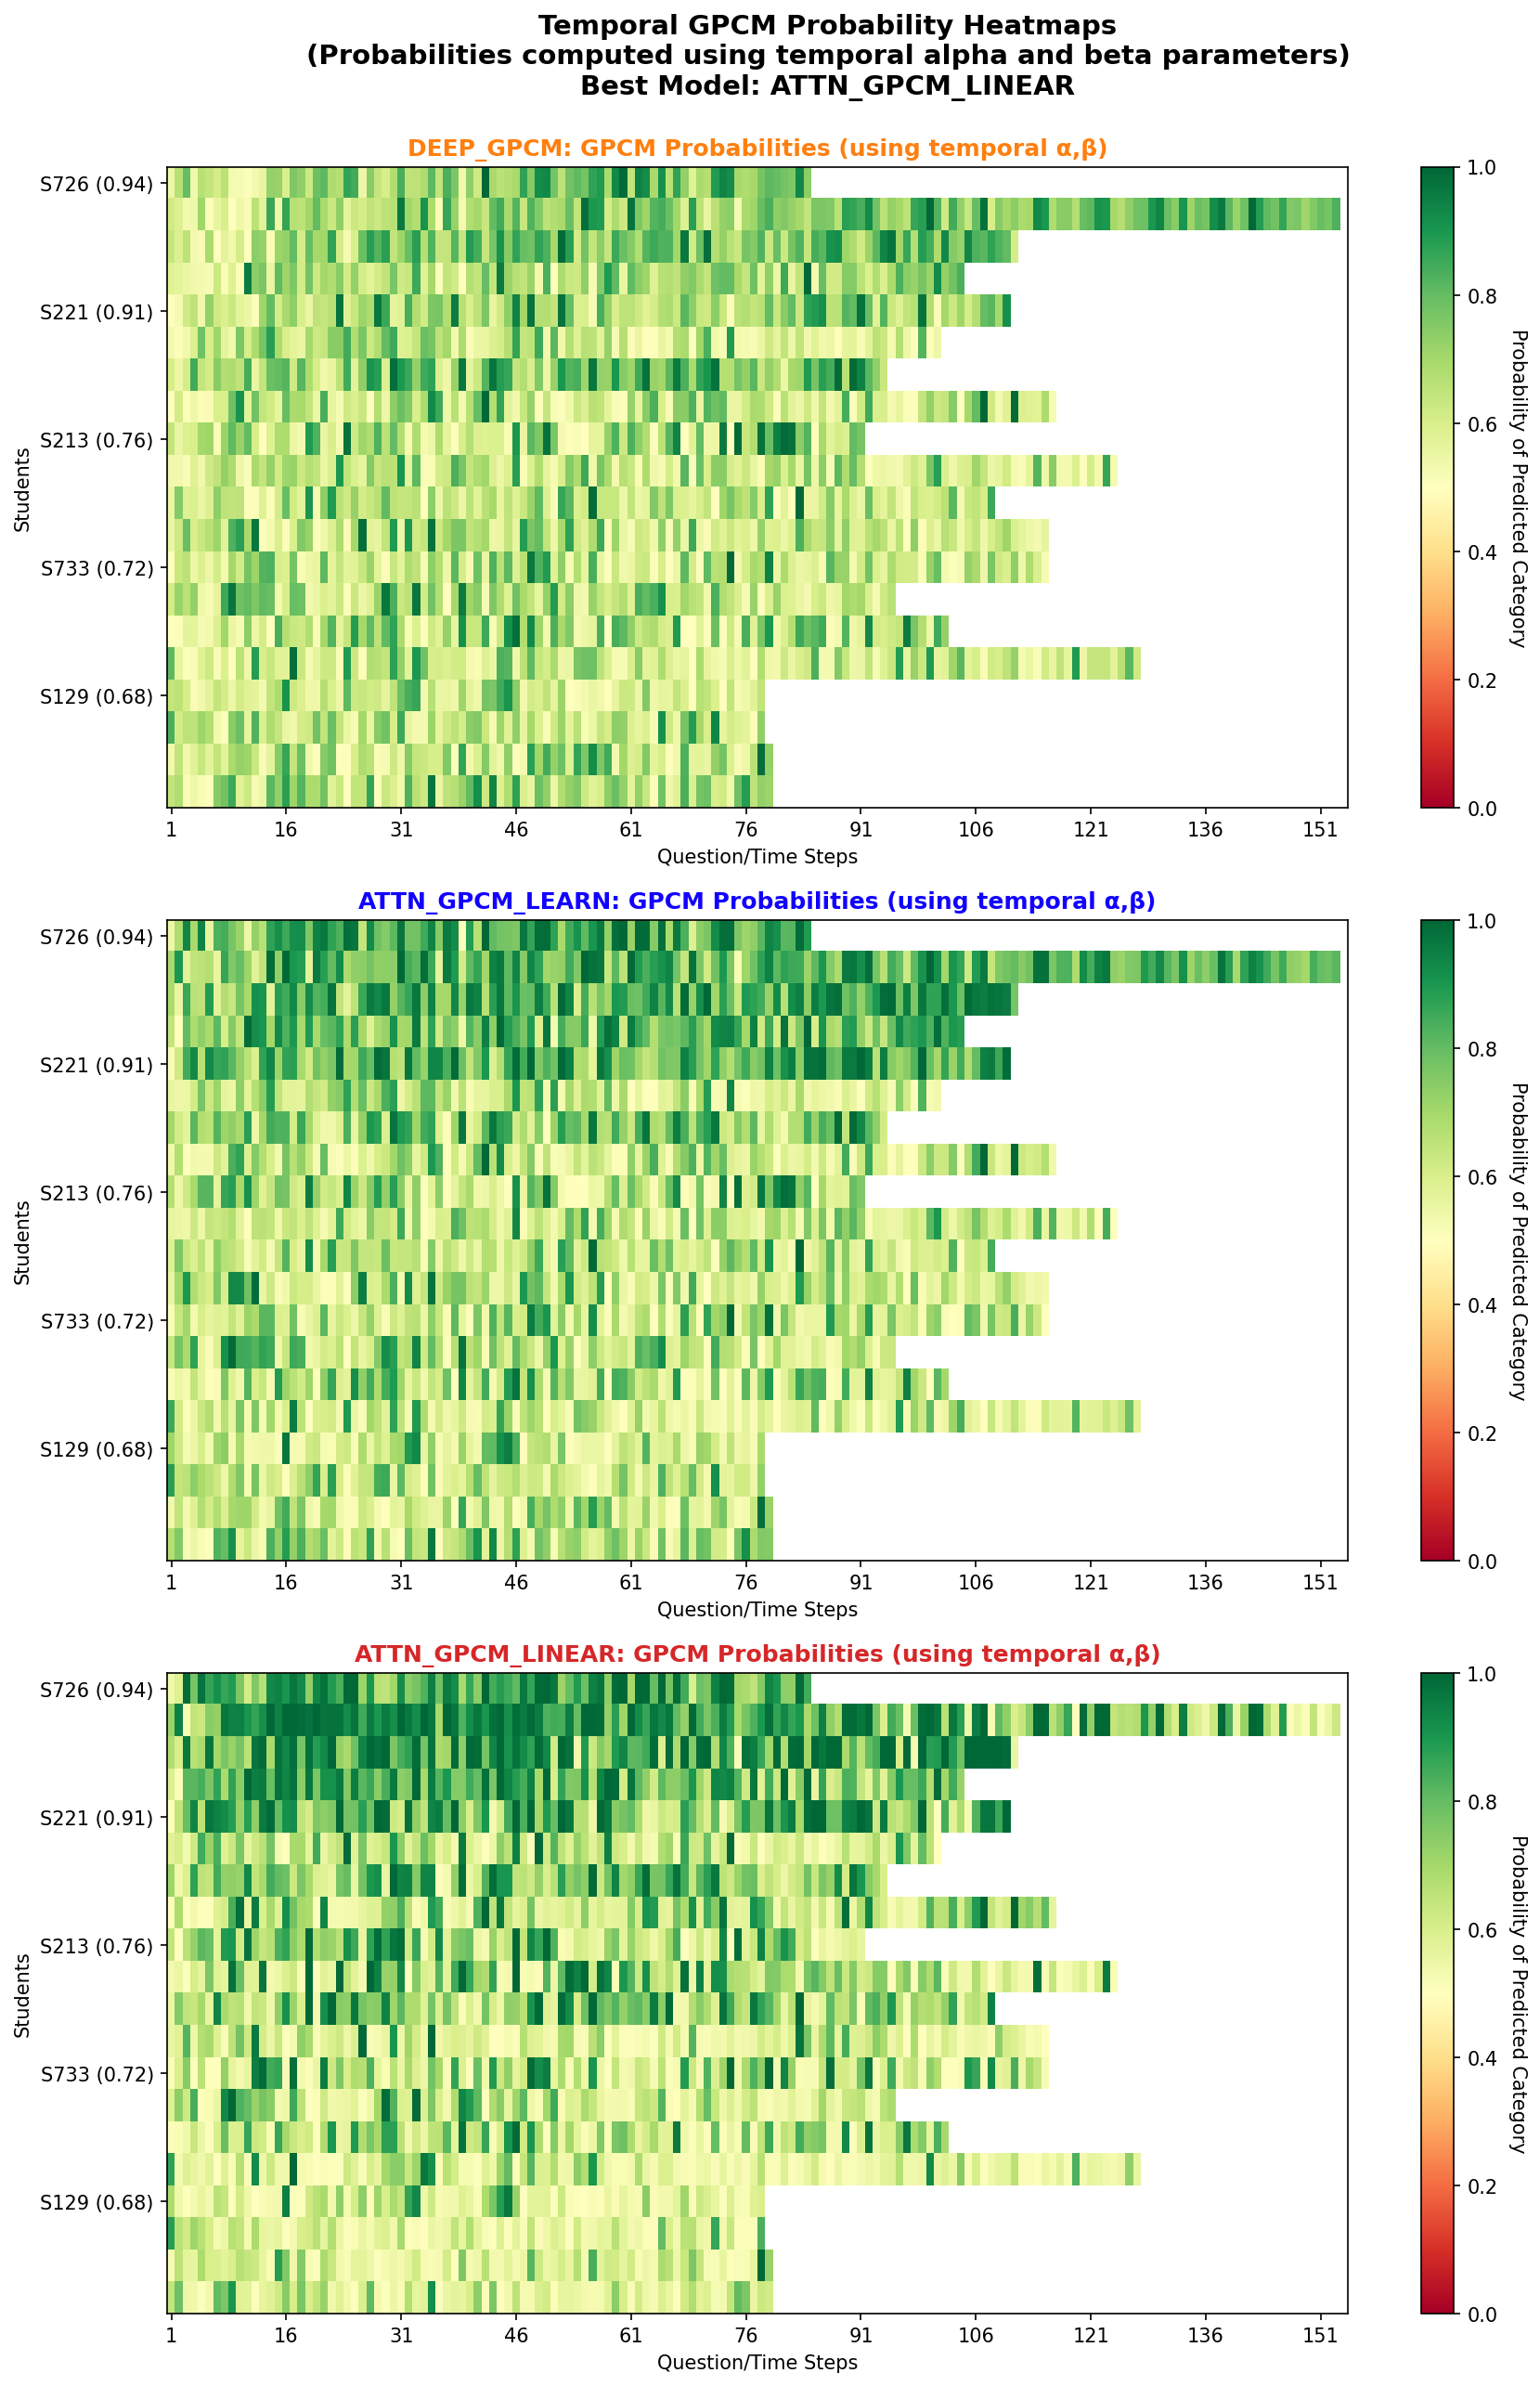 Temporal GPCM Probability Heatmaps
(Probabilities computed using temporal alpha and beta parameters)
Best Model: ATTN_GPCM_LINEAR
DEEP_GPCM: GPCM Probabilities (using temporal α,β)
S726 (0.94)
S221 (0.91)
S213 (0.76)
S733 (0.72)
S129 (0.68)
Students
1 16 31 46 61 76 91 106 121 136 151
Question/Time Steps
1.0
0.8
0.6
0.4
0.2
0.0
Probability of Predicted Category
ATTN_GPCM_LEARN: GPCM Probabilities (using temporal α,β)
S726 (0.94)
S221 (0.91)
S213 (0.76)
S733 (0.72)
S129 (0.68)
Students
1 16 31 46 61 76 91 106 121 136 151
Question/Time Steps
1.0
0.8
0.6
0.4
0.2
0.0
Probability of Predicted Category
ATTN_GPCM_LINEAR: GPCM Probabilities (using temporal α,β)
S726 (0.94)
S221 (0.91)
S213 (0.76)
S733 (0.72)
S129 (0.68)
Students
1 16 31 46 61 76 91 106 121 136 151
Question/Time Steps
1.0
0.8
0.6
0.4
0.2
0.0
Probability of Predicted Category